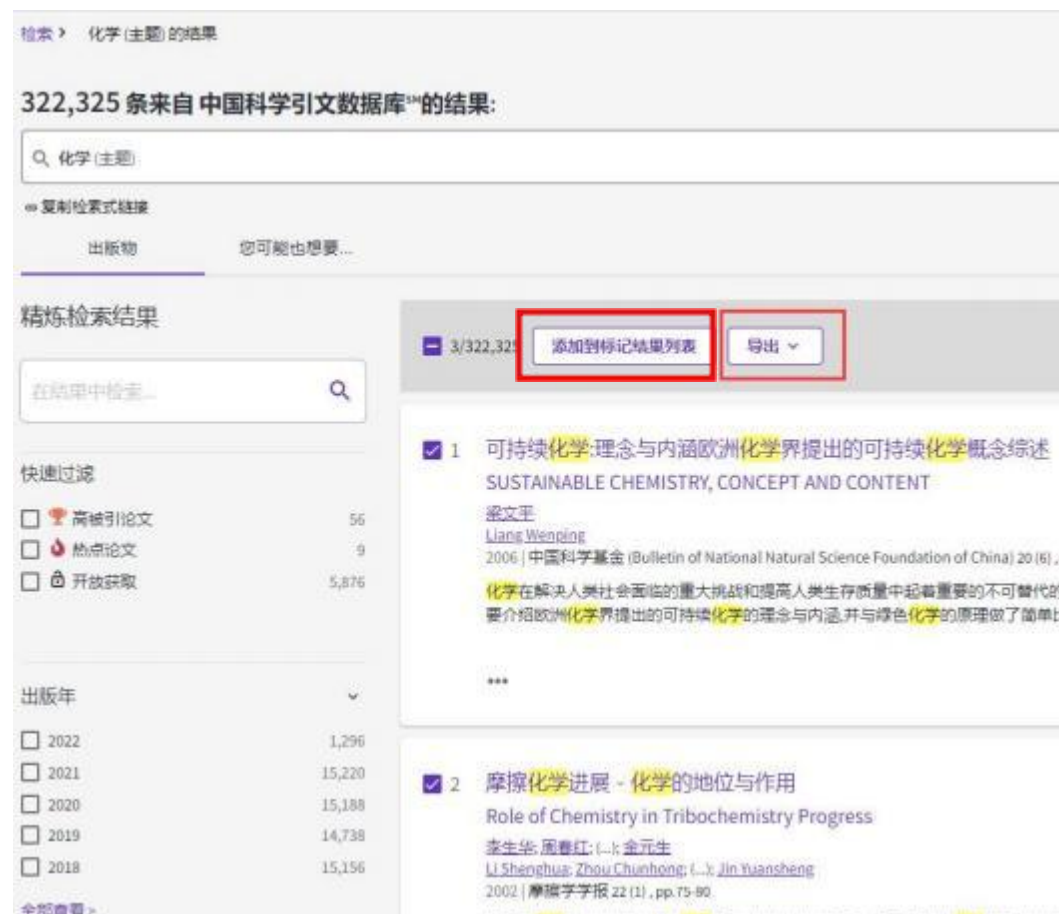 检索 > 化学 (主题) 的结果
322,325 条来自 中国科学引文数据库℠的结果:
化学 (主题)
复制检索式链接
出版物
您可能也想要...
精炼检索结果
3/322,325
添加到标记结果列表
导出
在结果中检索...
快速过滤
高被引论文 56
热点论文 9
开放获取 5,876
出版年
2022 1,296
2021 15,220
2020 15,188
2019 14,738
2018 15,156
全部查看 >
1 可持续化学:理念与内涵欧洲化学界提出的可持续化学概念综述
SUSTAINABLE CHEMISTRY, CONCEPT AND CONTENT
梁文平
Liang Wenping
2006 | 中国科学基金 (Bulletin of National Natural Science Foundation of China) 20 (6) ,
化学在解决人类社会面临的重大挑战和提高人类生存质量中起着重要的不可替代的
要介绍欧洲化学界提出的可持续化学的理念与内涵,并与绿色化学的原理做了简单
2 摩擦化学进展 - 化学的地位与作用
Role of Chemistry in Tribochemistry Progress
李生华; 周春红; (...); 金元生
Li Shenghua; Zhou Chunhong; (...); Jin Yuansheng
2002 | 摩擦学学报 22 (1) , pp.75-80